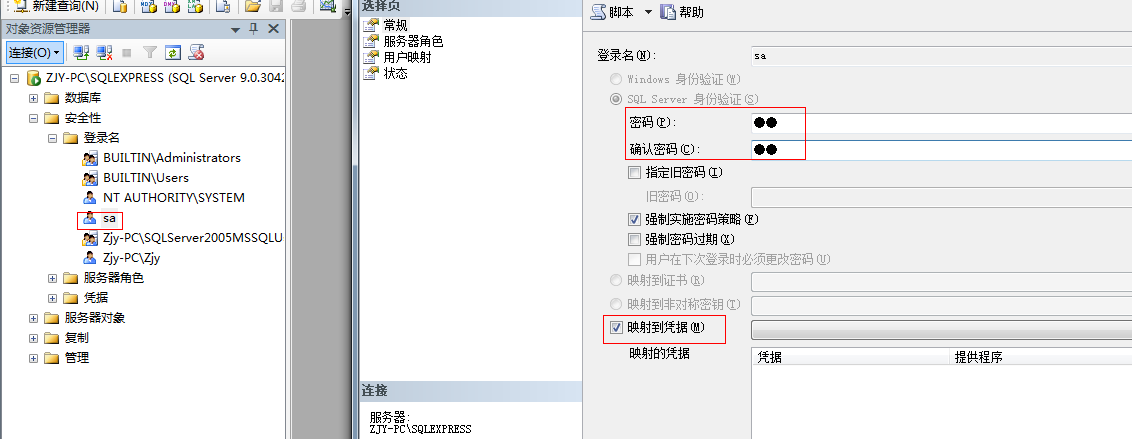 新建查询(N)
对象资源管理器
连接(O)
ZJY-PC\SQLEXPRESS (SQL Server 9.0.3042
数据库
安全性
登录名
BUILTIN\Administrators
BUILTIN\Users
NT AUTHORITY\SYSTEM
sa
Zjy-PC\SQLServer2005MSSQLU
Zjy-PC\Zjy
服务器角色
凭据
服务器对象
复制
管理
选择页
常规
服务器角色
用户映射
状态
连接
服务器:
ZJY-PC\SQLEXPRESS
脚本
帮助
登录名(N):
sa
Windows 身份验证(W)
SQL Server 身份验证(S)
密码(P):
确认密码(C):
指定旧密码(I)
旧密码(O):
强制实施密码策略(F)
强制密码过期(X)
用户在下次登录时必须更改密码(U)
映射到证书(R)
映射到非对称密钥(T)
映射到凭据(M)
映射的凭据
凭据 提供程序